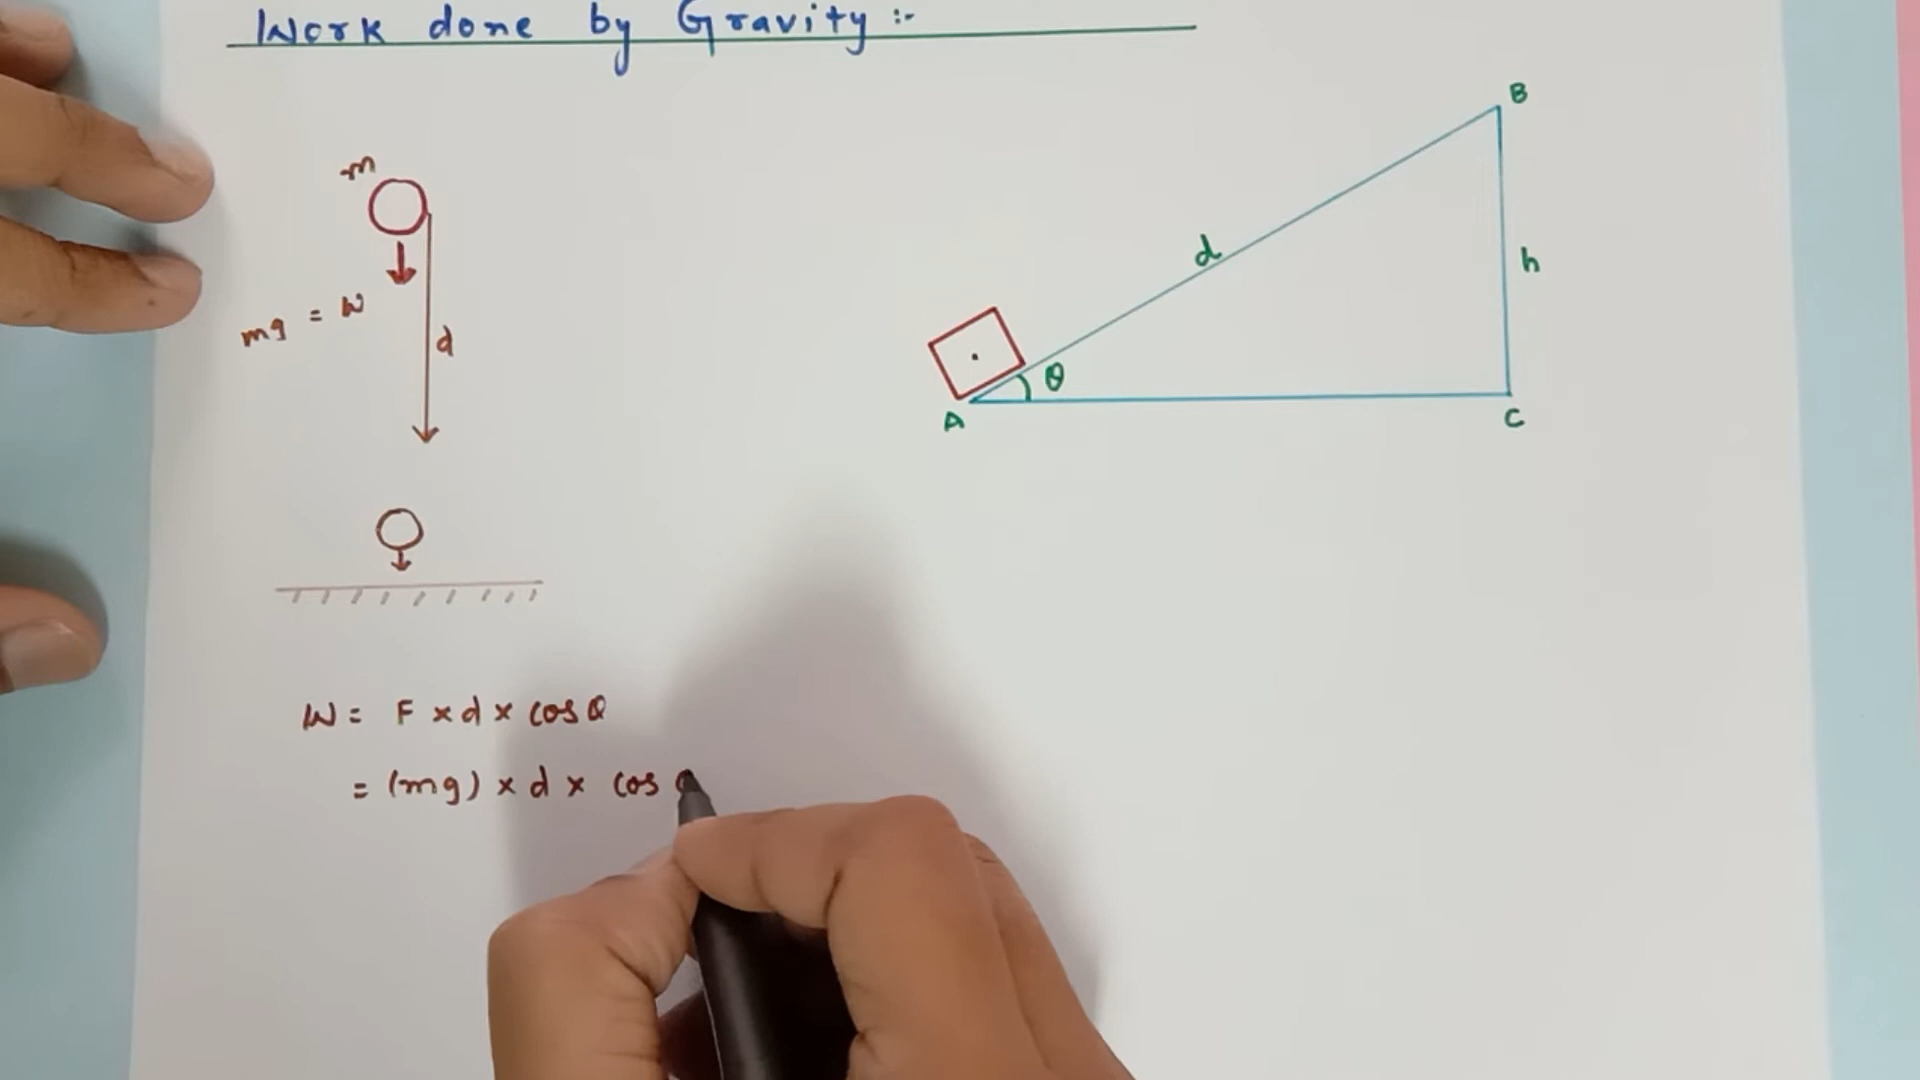 Work done by Gravity :-
m
mg = W
d
B
d
h
θ
A
C
W = F × d × cos θ
= (mg) × d × cos